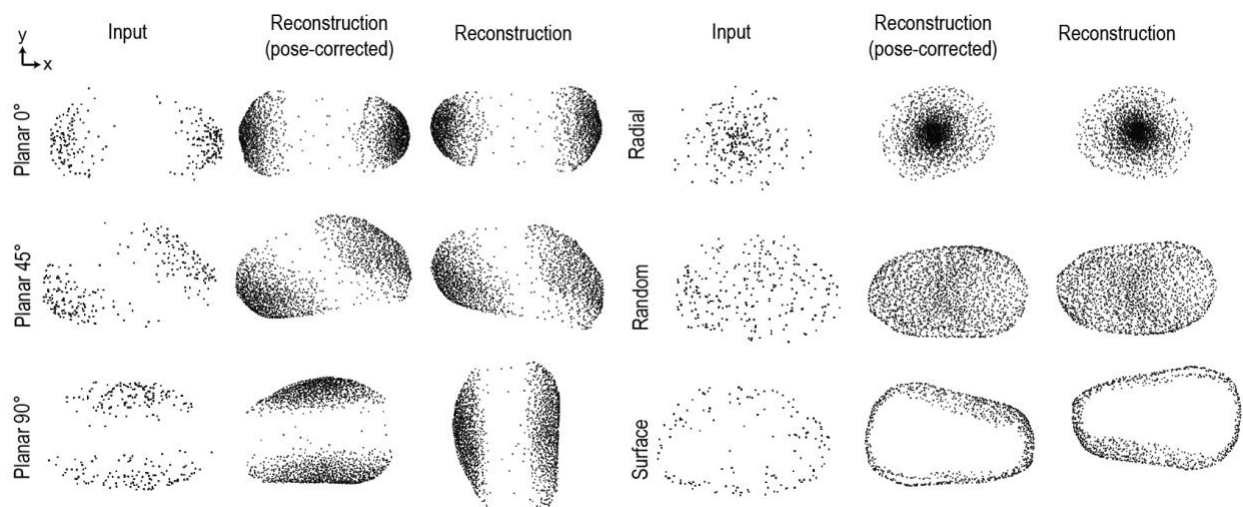 y
x
Input
Reconstruction
(pose-corrected)
Reconstruction
Input
Reconstruction
(pose-corrected)
Reconstruction
Planar 0°
Radial
Planar 45°
Random
Planar 90°
Surface